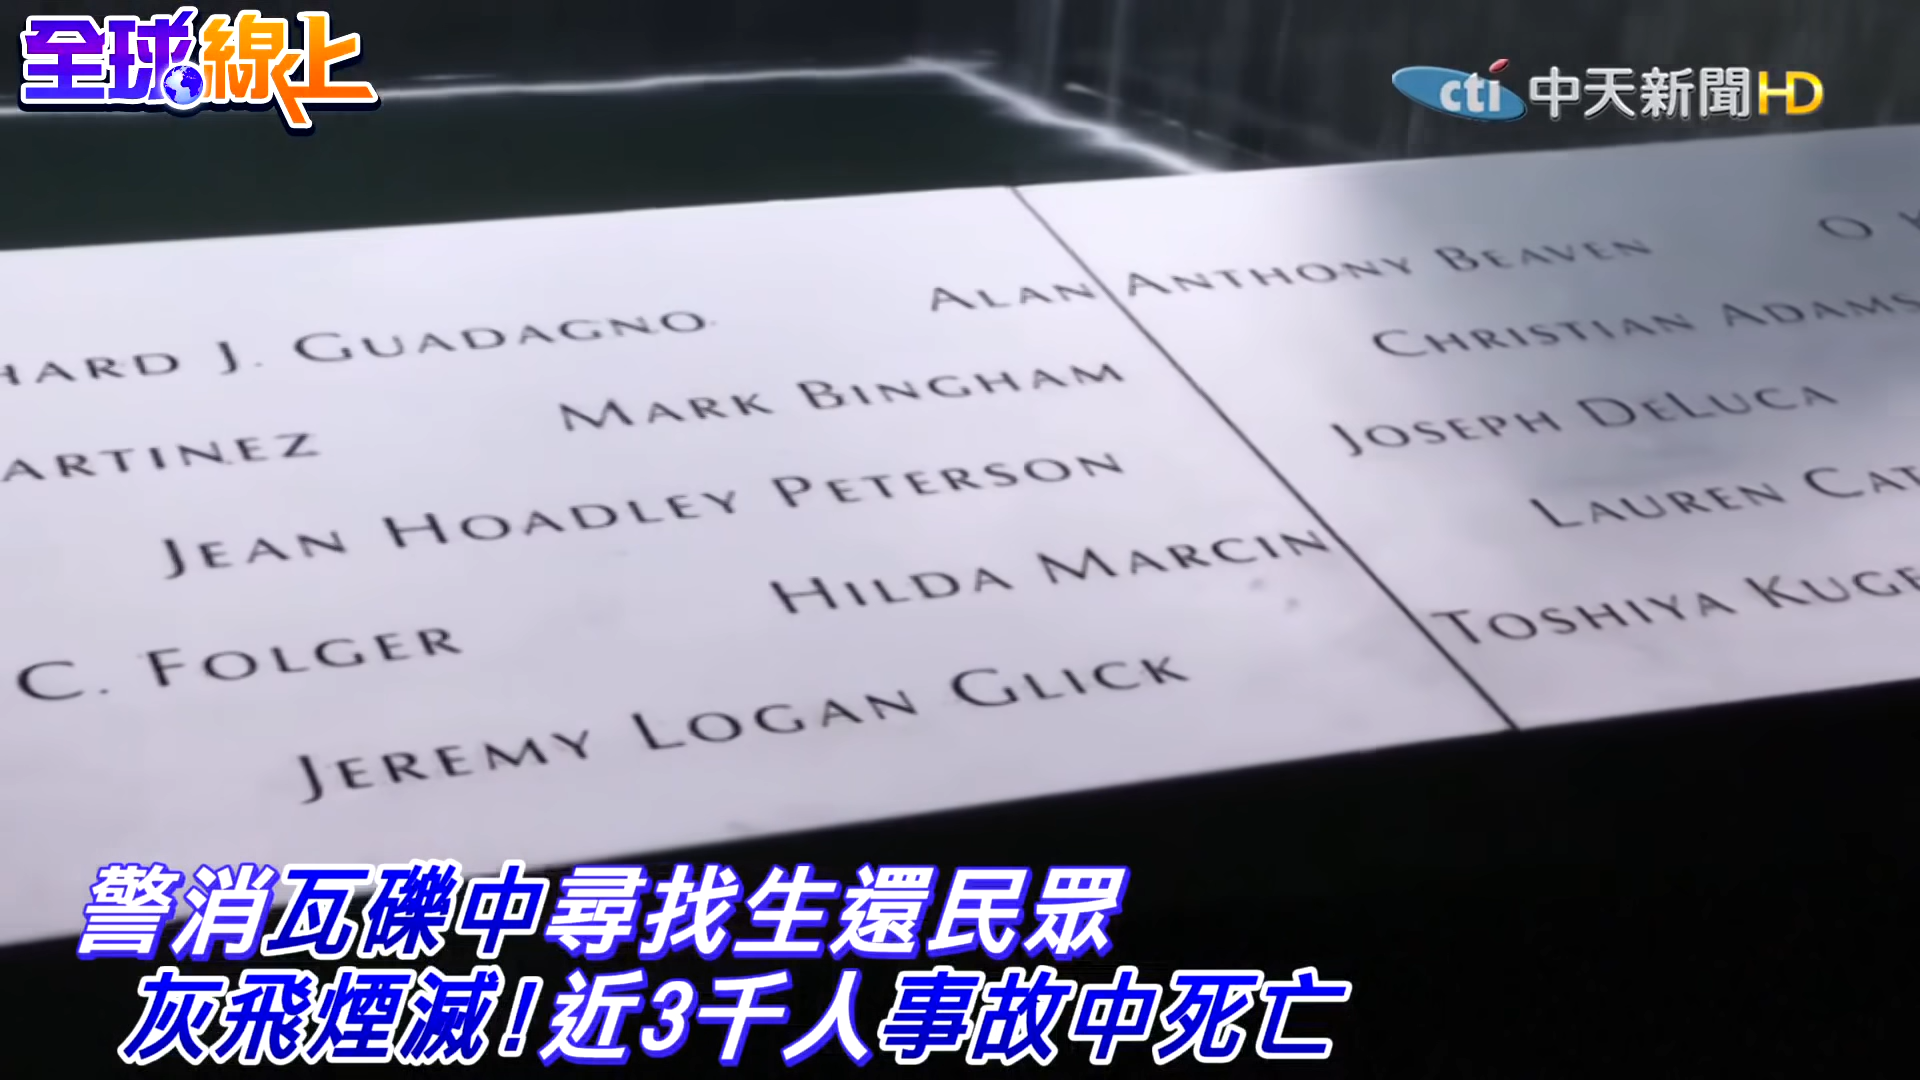 全球線上
cti 中天新聞HD
HARD J. GUADAGNO
ALAN ANTHONY BEAVEN
ARTINEZ
MARK BINGHAM
CHRISTIAN ADAMS
JEAN HOADLEY PETERSON
JOSEPH DELUCA
C. FOLGER
HILDA MARCIN
LAUREN CAT
JEREMY LOGAN GLICK
TOSHIYA KUGE
警消瓦礫中尋找生還民眾
灰飛煙滅!近3千人事故中死亡